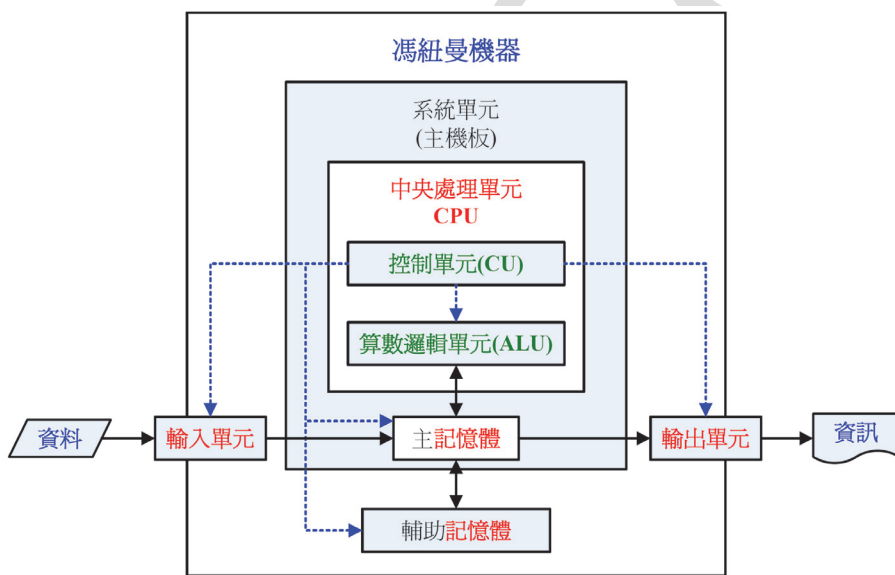 馮紐曼機器
系統單元
(主機板)
中央處理單元
CPU
控制單元(CU)
算數邏輯單元(ALU)
資料
輸入單元
主記憶體
輸出單元
資訊
輔助記憶體